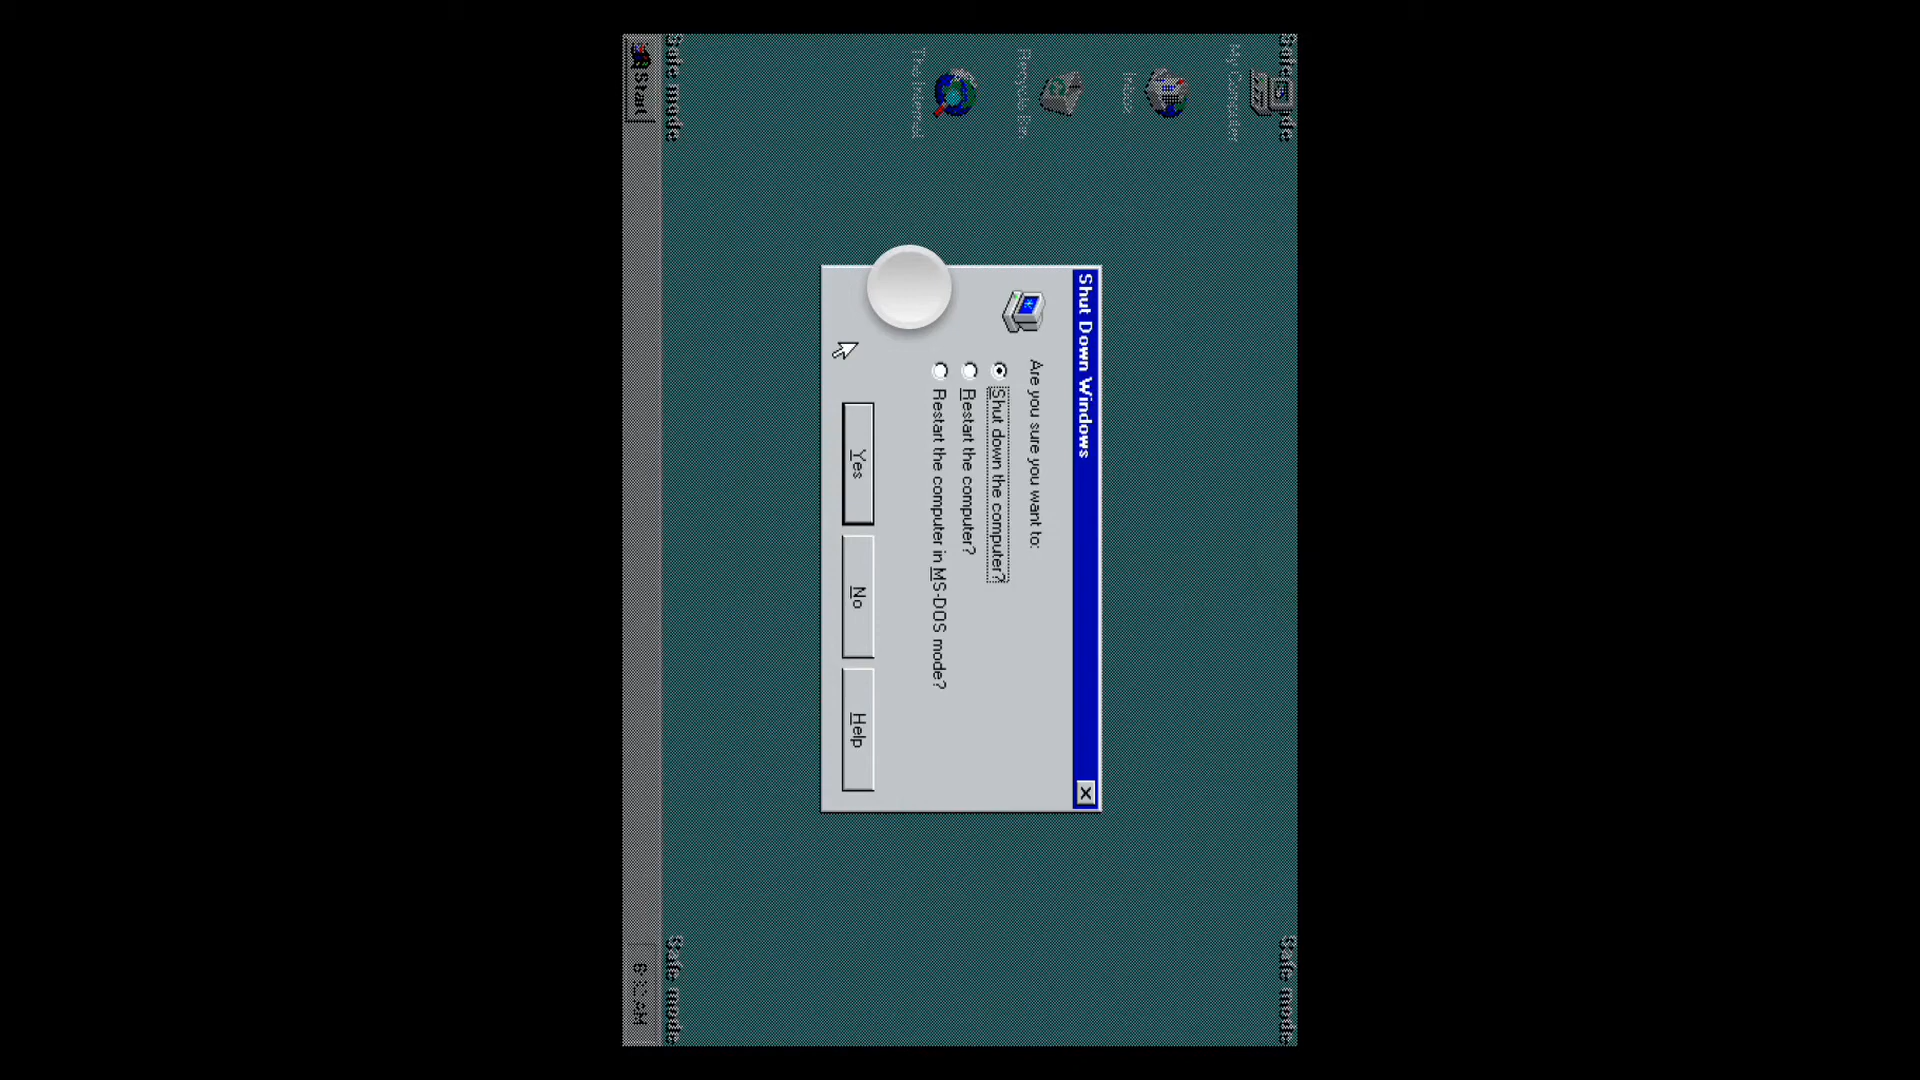 Safe mode
Safe mode
My Computer
Inbox
Recycle Bin
The Internet
Shut Down Windows
Are you sure you want to:
Shut down the computer?
Restart the computer?
Restart the computer in MS-DOS mode?
Yes
No
Help
Safe mode
Safe mode
Start